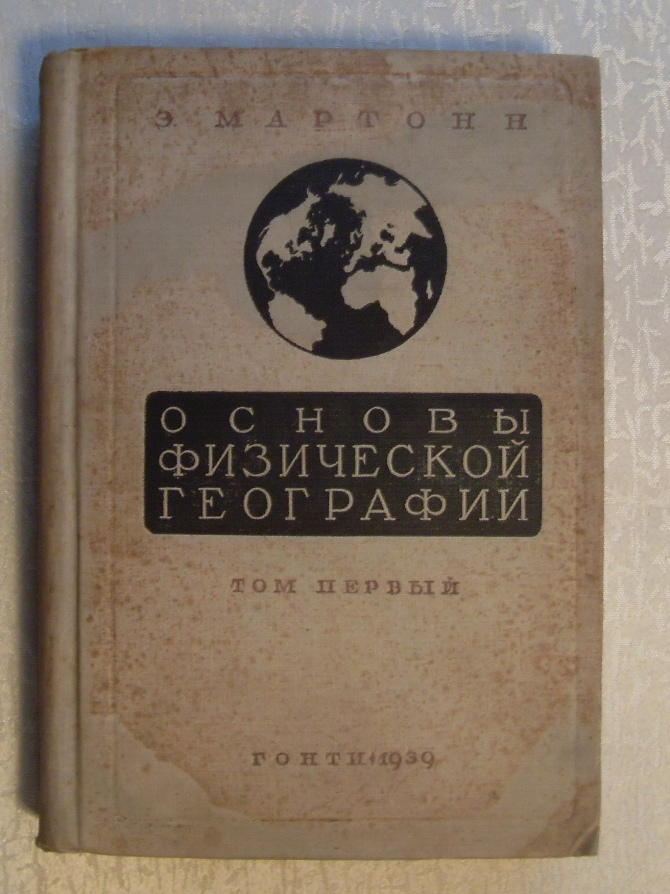 Э. МАРТОНН
ОСНОВЫ
ФИЗИЧЕСКОЙ
ГЕОГРАФИИ
ТОМ ПЕРВЫЙ
ГОНТИ • 1939